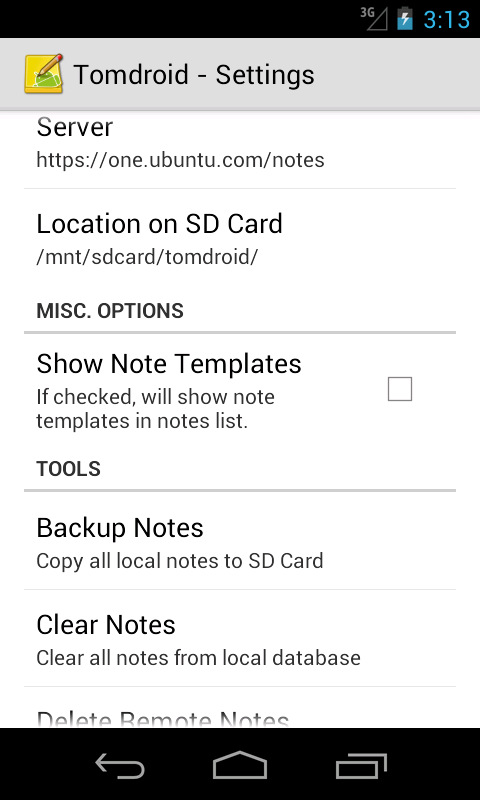 3G 3:13
Tomdroid - Settings
Server
https://one.ubuntu.com/notes
Location on SD Card
/mnt/sdcard/tomdroid/
MISC. OPTIONS
Show Note Templates
If checked, will show note
templates in notes list.
TOOLS
Backup Notes
Copy all local notes to SD Card
Clear Notes
Clear all notes from local database
Delete Remote Notes